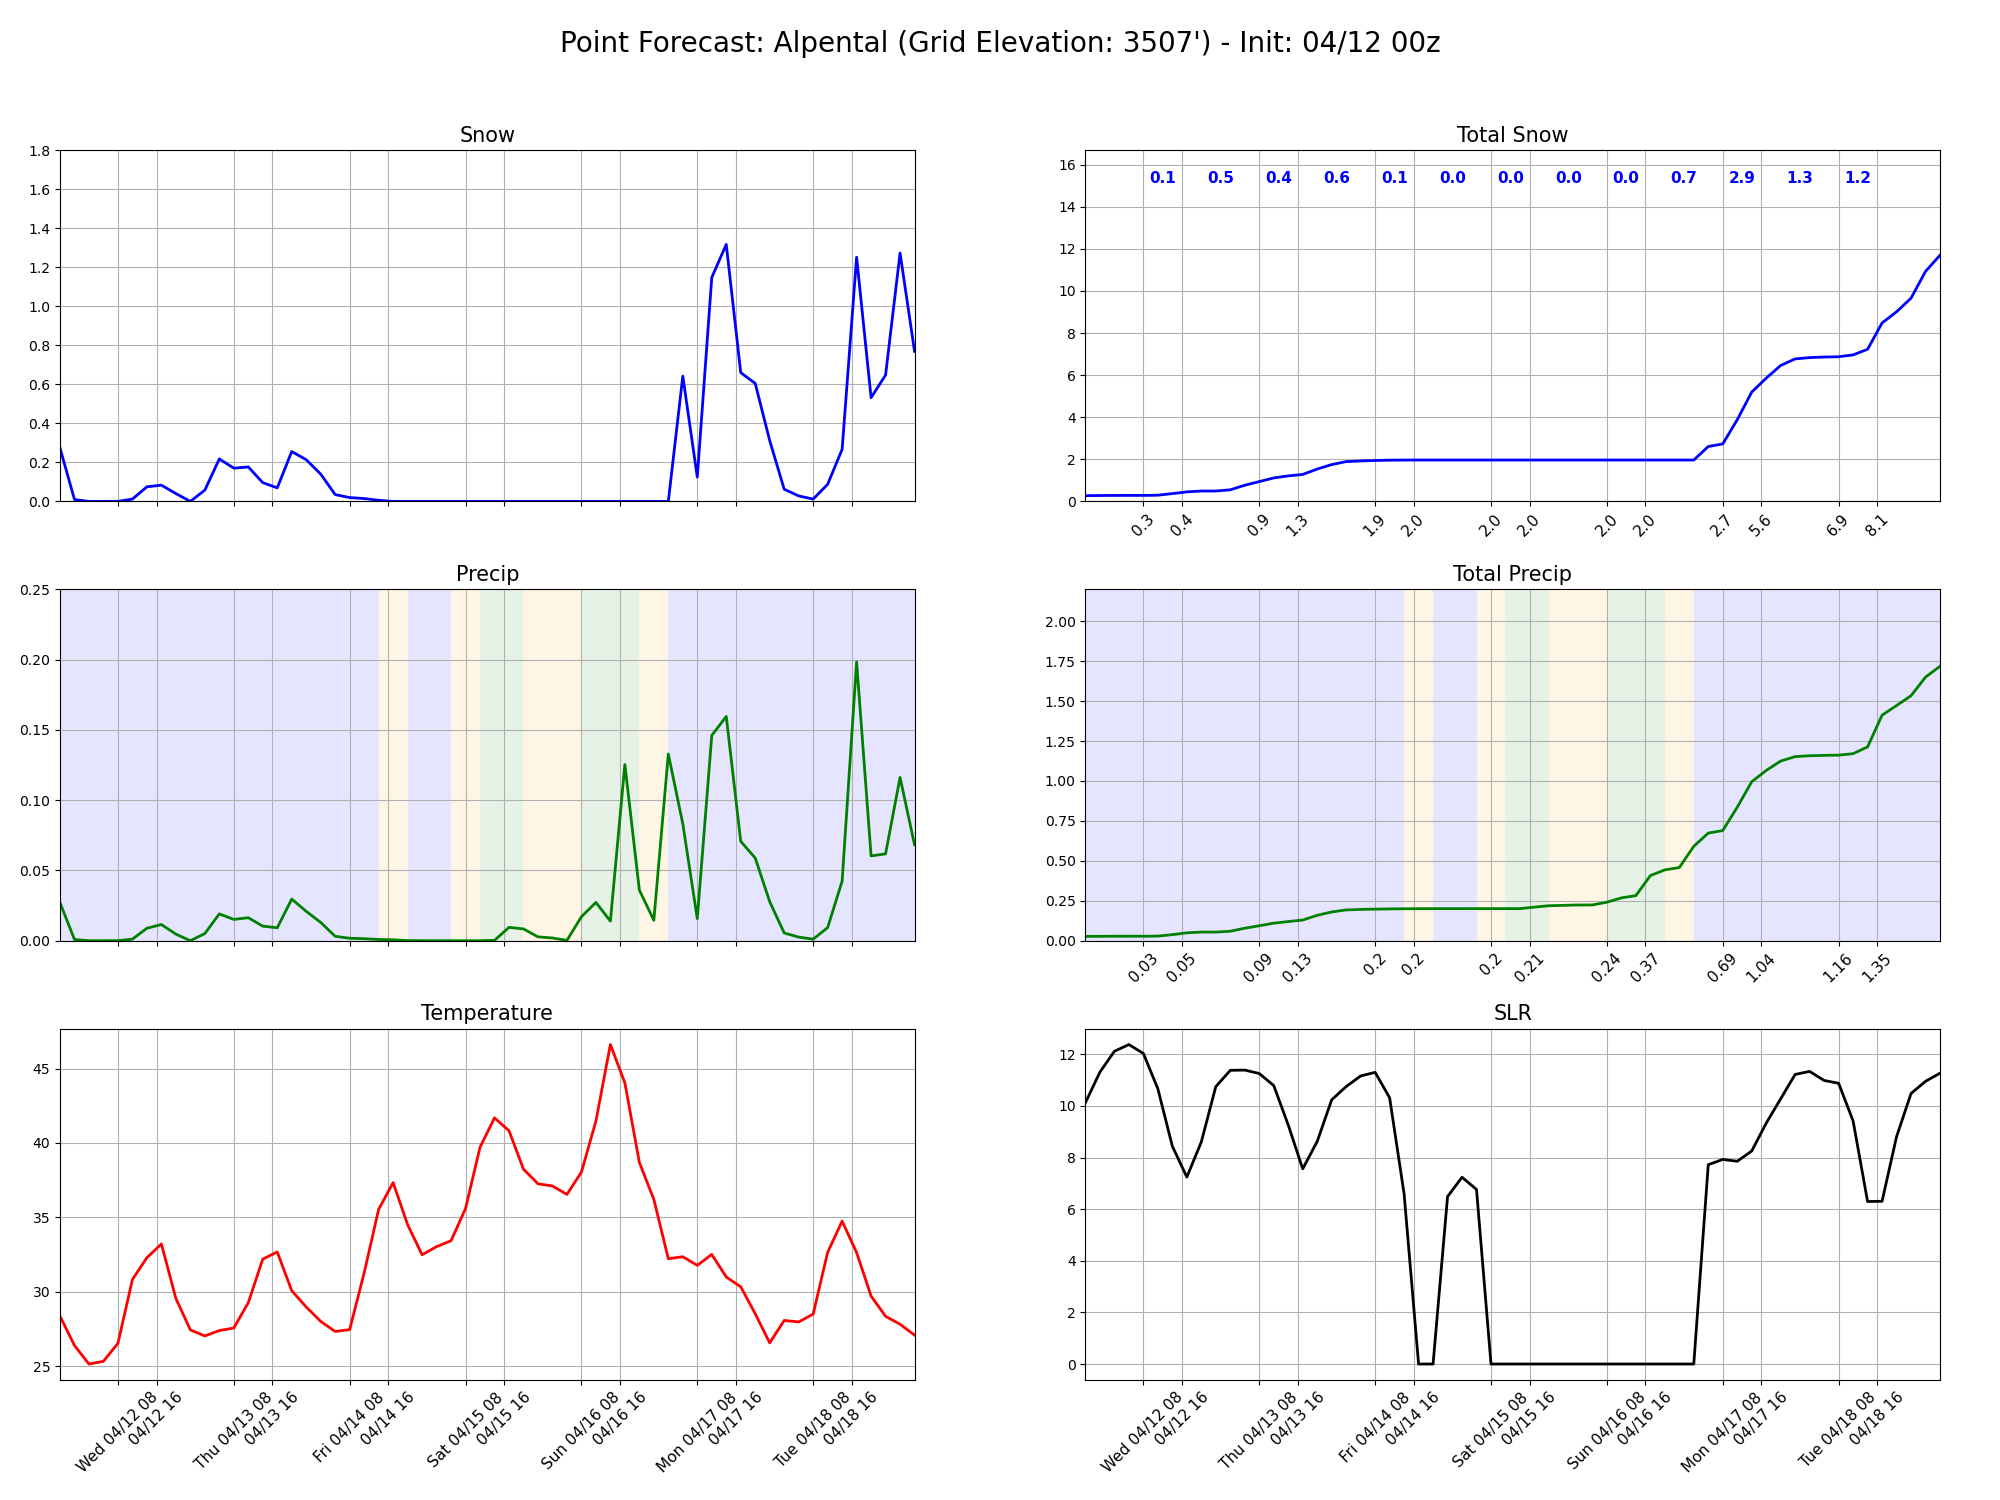 Point Forecast: Alpental (Grid Elevation: 3507') - Init: 04/12 00z
Snow
1.8
1.6
1.4
1.2
1.0
0.8
0.6
0.4
0.2
0.0
Total Snow
16
14
12
10
8
6
4
2
0
0.1 0.5 0.4 0.6 0.1 0.0 0.0 0.0 0.0 0.7 2.9 1.3 1.2
0.3 0.4 0.9 1.3 1.9 2.0 2.0 2.0 2.0 2.0 2.7 5.6 6.9 8.1
Precip
0.25
0.20
0.15
0.10
0.05
0.00
Total Precip
2.00
1.75
1.50
1.25
1.00
0.75
0.50
0.25
0.00
0.03 0.05 0.09 0.13 0.2 0.2 0.2 0.21 0.24 0.37 0.69 1.04 1.16 1.35
Temperature
45
40
35
30
25
Wed 04/12 08
04/12 16
Thu 04/13 08
04/13 16
Fri 04/14 08
04/14 16
Sat 04/15 08
04/15 16
Sun 04/16 08
04/16 16
Mon 04/17 08
04/17 16
Tue 04/18 08
04/18 16
SLR
12
10
8
6
4
2
0
Wed 04/12 08
04/12 16
Thu 04/13 08
04/13 16
Fri 04/14 08
04/14 16
Sat 04/15 08
04/15 16
Sun 04/16 08
04/16 16
Mon 04/17 08
04/17 16
Tue 04/18 08
04/18 16